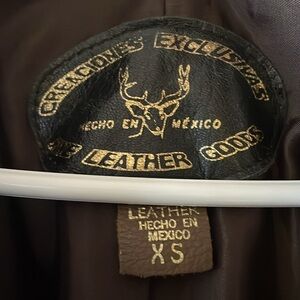 CREACIONES EXCLUSIVAS
HECHO EN MÉXICO
LEATHER GOODS
LEATHER
HECHO EN
MEXICO
XS